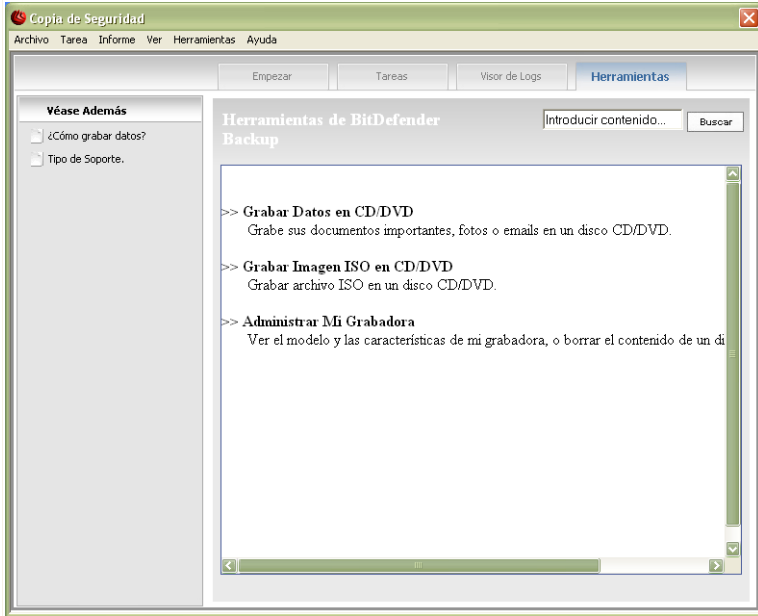 Copia de Seguridad
Archivo Tarea Informe Ver Herramientas Ayuda
Empezar Tareas Visor de Logs Herramientas
Véase Además
¿Cómo grabar datos?
Tipo de Soporte.
Herramientas de BitDefender
Backup
Introducir contenido... Buscar
>> Grabar Datos en CD/DVD
Grabe sus documentos importantes, fotos o emails en un disco CD/DVD.
>> Grabar Imagen ISO en CD/DVD
Grabar archivo ISO en un disco CD/DVD.
>> Administrar Mi Grabadora
Ver el modelo y las características de mi grabadora, o borrar el contenido de un di